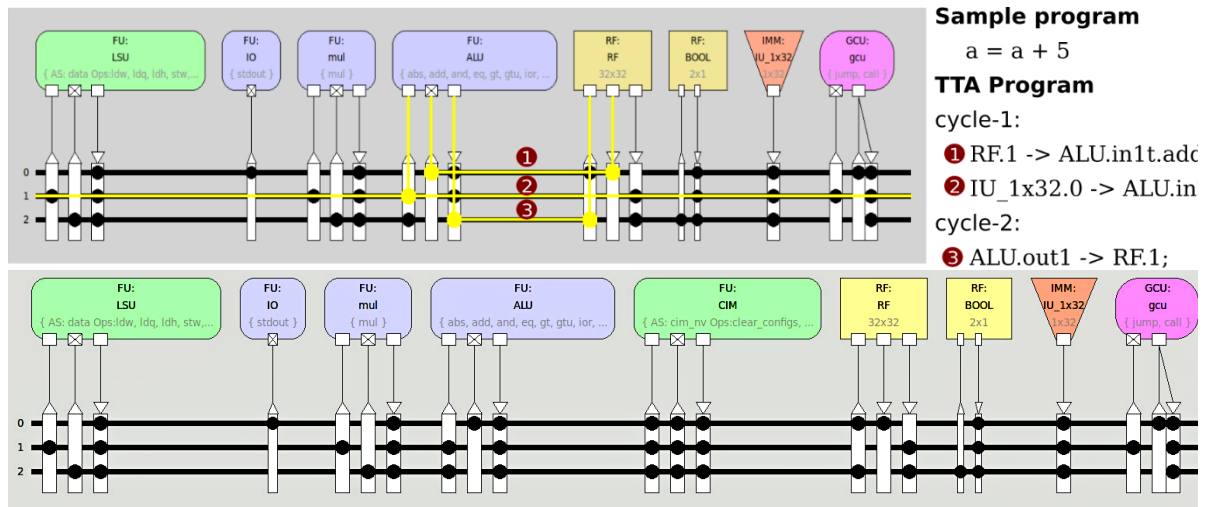 FU:
LSU
{ AS: data Ops:ldw, ldq, ldh, stw,...
FU:
IO
{ stdout }
FU:
mul
{ mul }
FU:
ALU
{ abs, add, and, eq, gt, gtu, ior, ...
RF:
RF
32x32
RF:
BOOL
2x1
IMM:
IU_1x32
1x32
GCU:
gcu
{ jump, call }
0
1
2
1
2
3
Sample program
a = a + 5
TTA Program
cycle-1:
1 RF.1 -> ALU.in1t.add
2 IU_1x32.0 -> ALU.in
cycle-2:
3 ALU.out1 -> RF.1;
FU:
LSU
{ AS: data Ops:ldw, ldq, ldh, stw,...
FU:
IO
{ stdout }
FU:
mul
{ mul }
FU:
ALU
{ abs, add, and, eq, gt, gtu, ior, ...
FU:
CIM
{ AS: cim_nv Ops:clear_configs, ...
RF:
RF
32x32
RF:
BOOL
2x1
IMM:
IU_1x32
1x32
GCU:
gcu
{ jump, call }
0
1
2